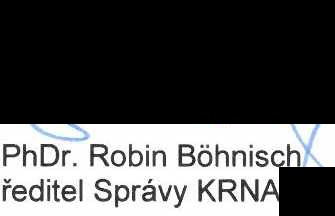 PhDr. Robin Böhnisch
ředitel Správy KRNA